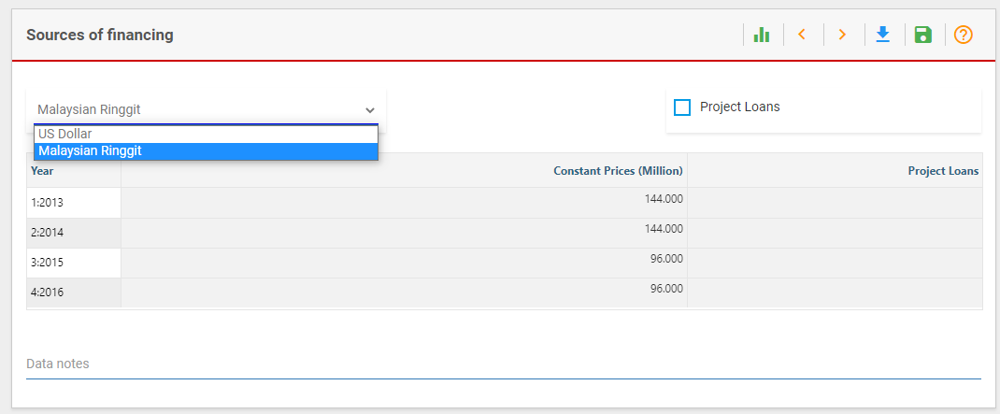 Sources of financing
Malaysian Ringgit
Project Loans
US Dollar
Malaysian Ringgit
Year Constant Prices (Million) Project Loans
1:2013 144.000
2:2014 144.000
3:2015 96.000
4:2016 96.000
Data notes